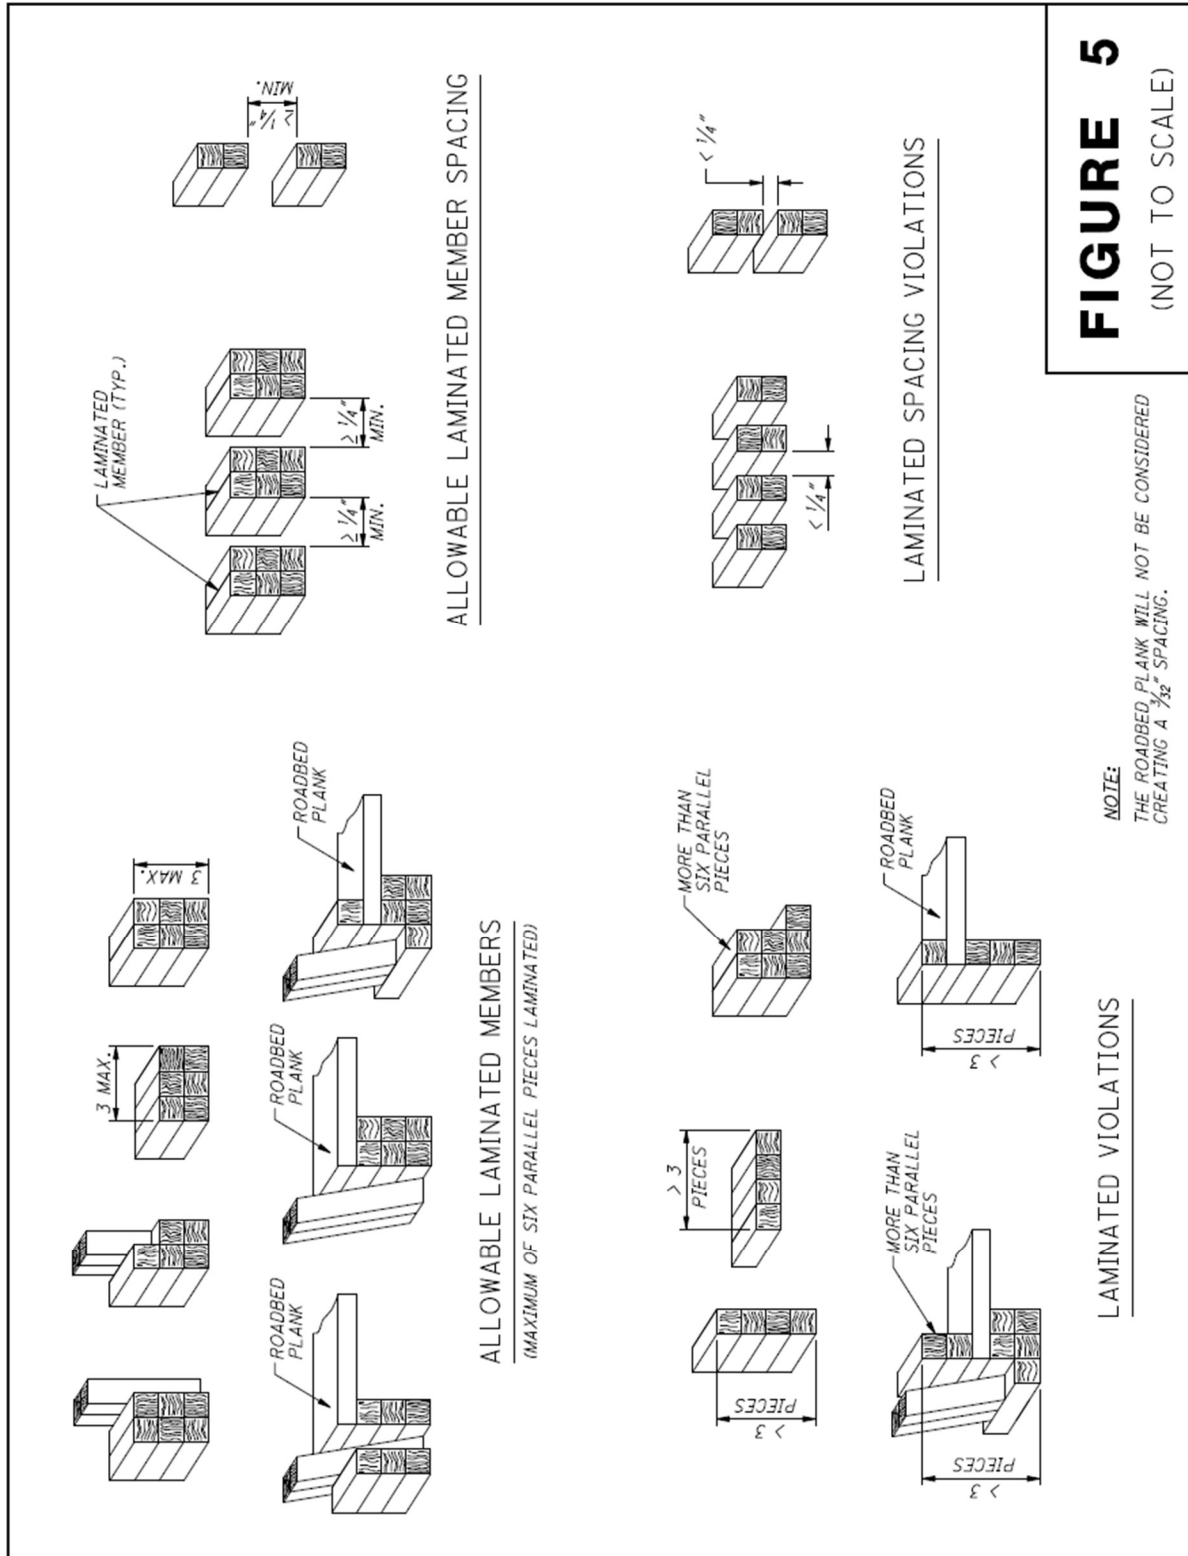 3 MAX.
3 MAX.
ROADBED
PLANK
ROADBED
PLANK
ROADBED
PLANK
ALLOWABLE LAMINATED MEMBERS
(MAXIMUM OF SIX PARALLEL PIECES LAMINATED)
LAMINATED
MEMBER (TYP.)
≥ 1/4"
MIN.
≥ 1/4"
MIN.
≥ 1/4"
MIN.
ALLOWABLE LAMINATED MEMBER SPACING
> 3
PIECES
> 3
PIECES
MORE THAN
SIX PARALLEL
PIECES
> 3
PIECES
MORE THAN
SIX PARALLEL
PIECES
> 3
PIECES
ROADBED
PLANK
LAMINATED VIOLATIONS
< 1/4"
< 1/4"
LAMINATED SPACING VIOLATIONS
NOTE:
THE ROADBED PLANK WILL NOT BE CONSIDERED
CREATING A 3/32" SPACING.
FIGURE 5
(NOT TO SCALE)